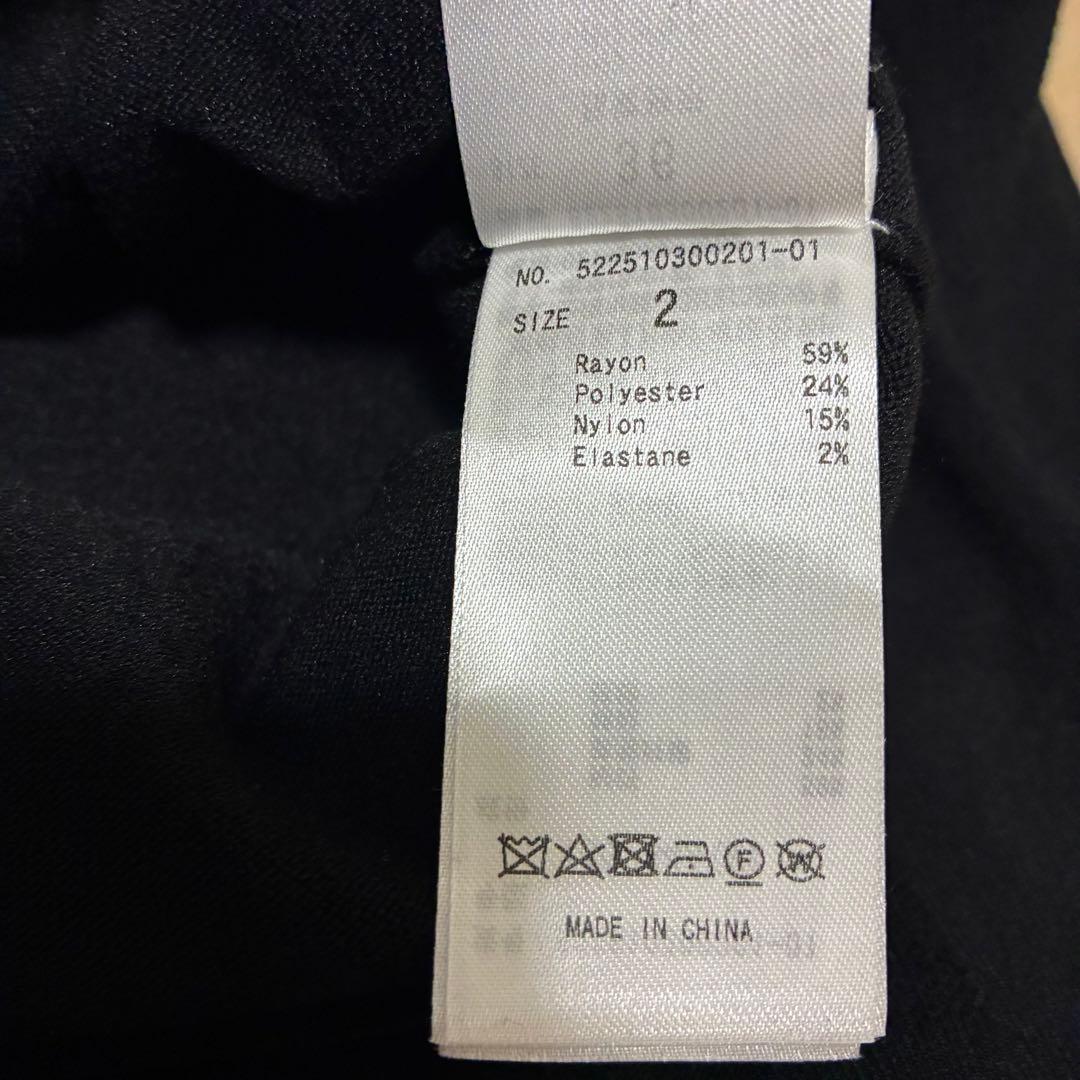 NO. 522510300201-01
SIZE 2
Rayon 59%
Polyester 24%
Nylon 15%
Elastane 2%
F W
MADE IN CHINA